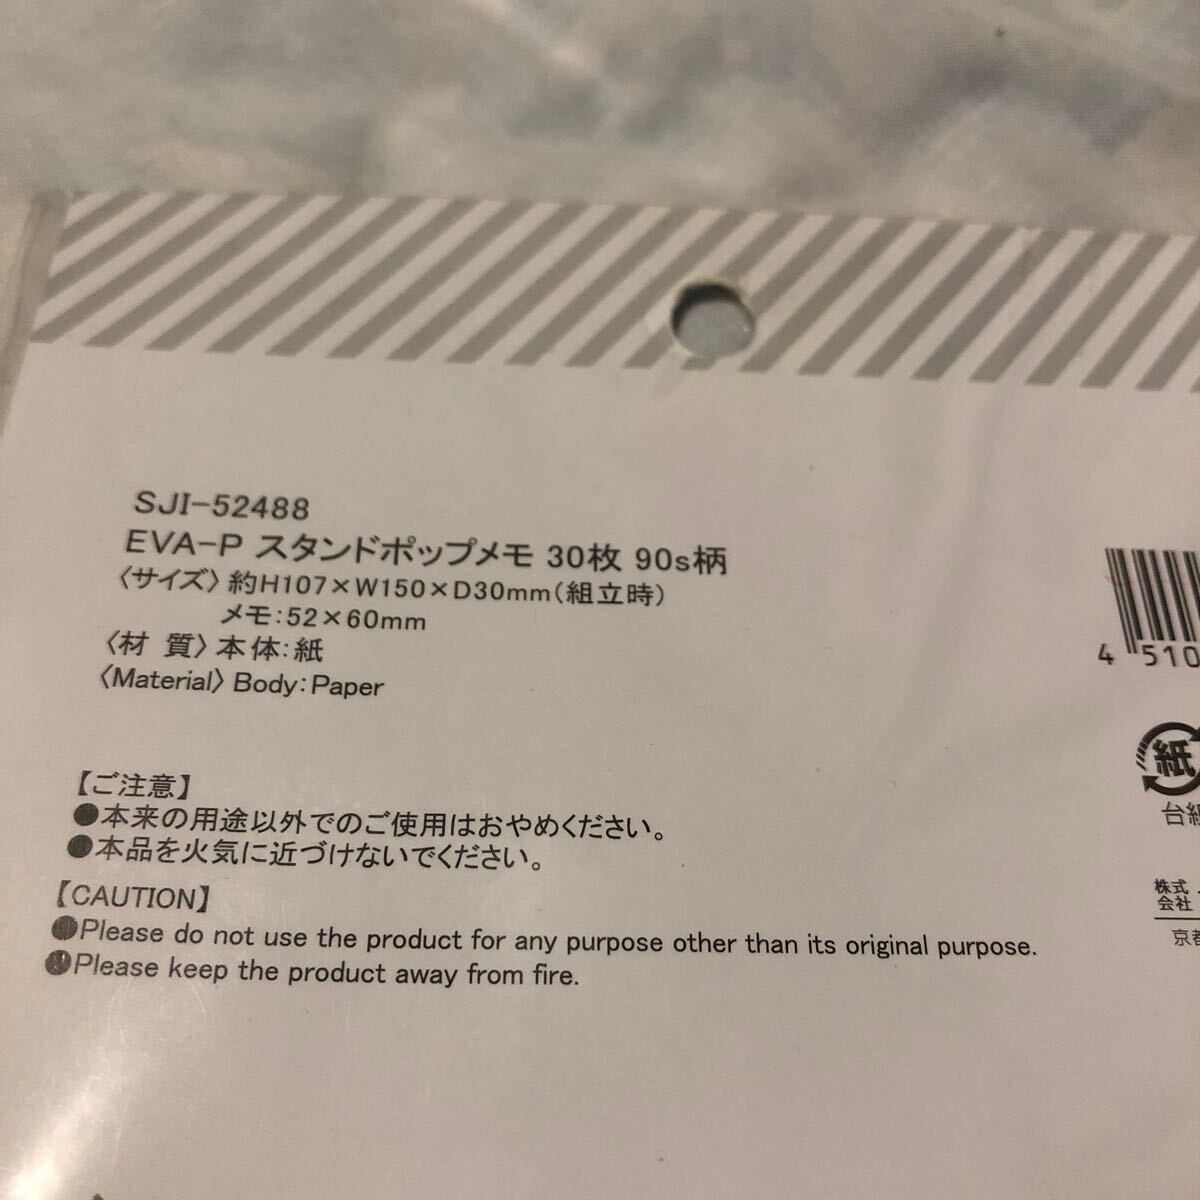 SJI-52488
EVA-P スタンドポップメモ 30枚 90s柄
〈サイズ〉約H107×W150×D30mm(組立時)
メモ:52×60mm
〈材 質〉本体:紙
〈Material〉Body:Paper
【ご注意】
●本来の用途以外でのご使用はおやめください。
●本品を火気に近づけないでください。
【CAUTION】
●Please do not use the product for any purpose other than its original purpose.
●Please keep the product away from fire.
4 510
紙
台紙
株式
会社
京都